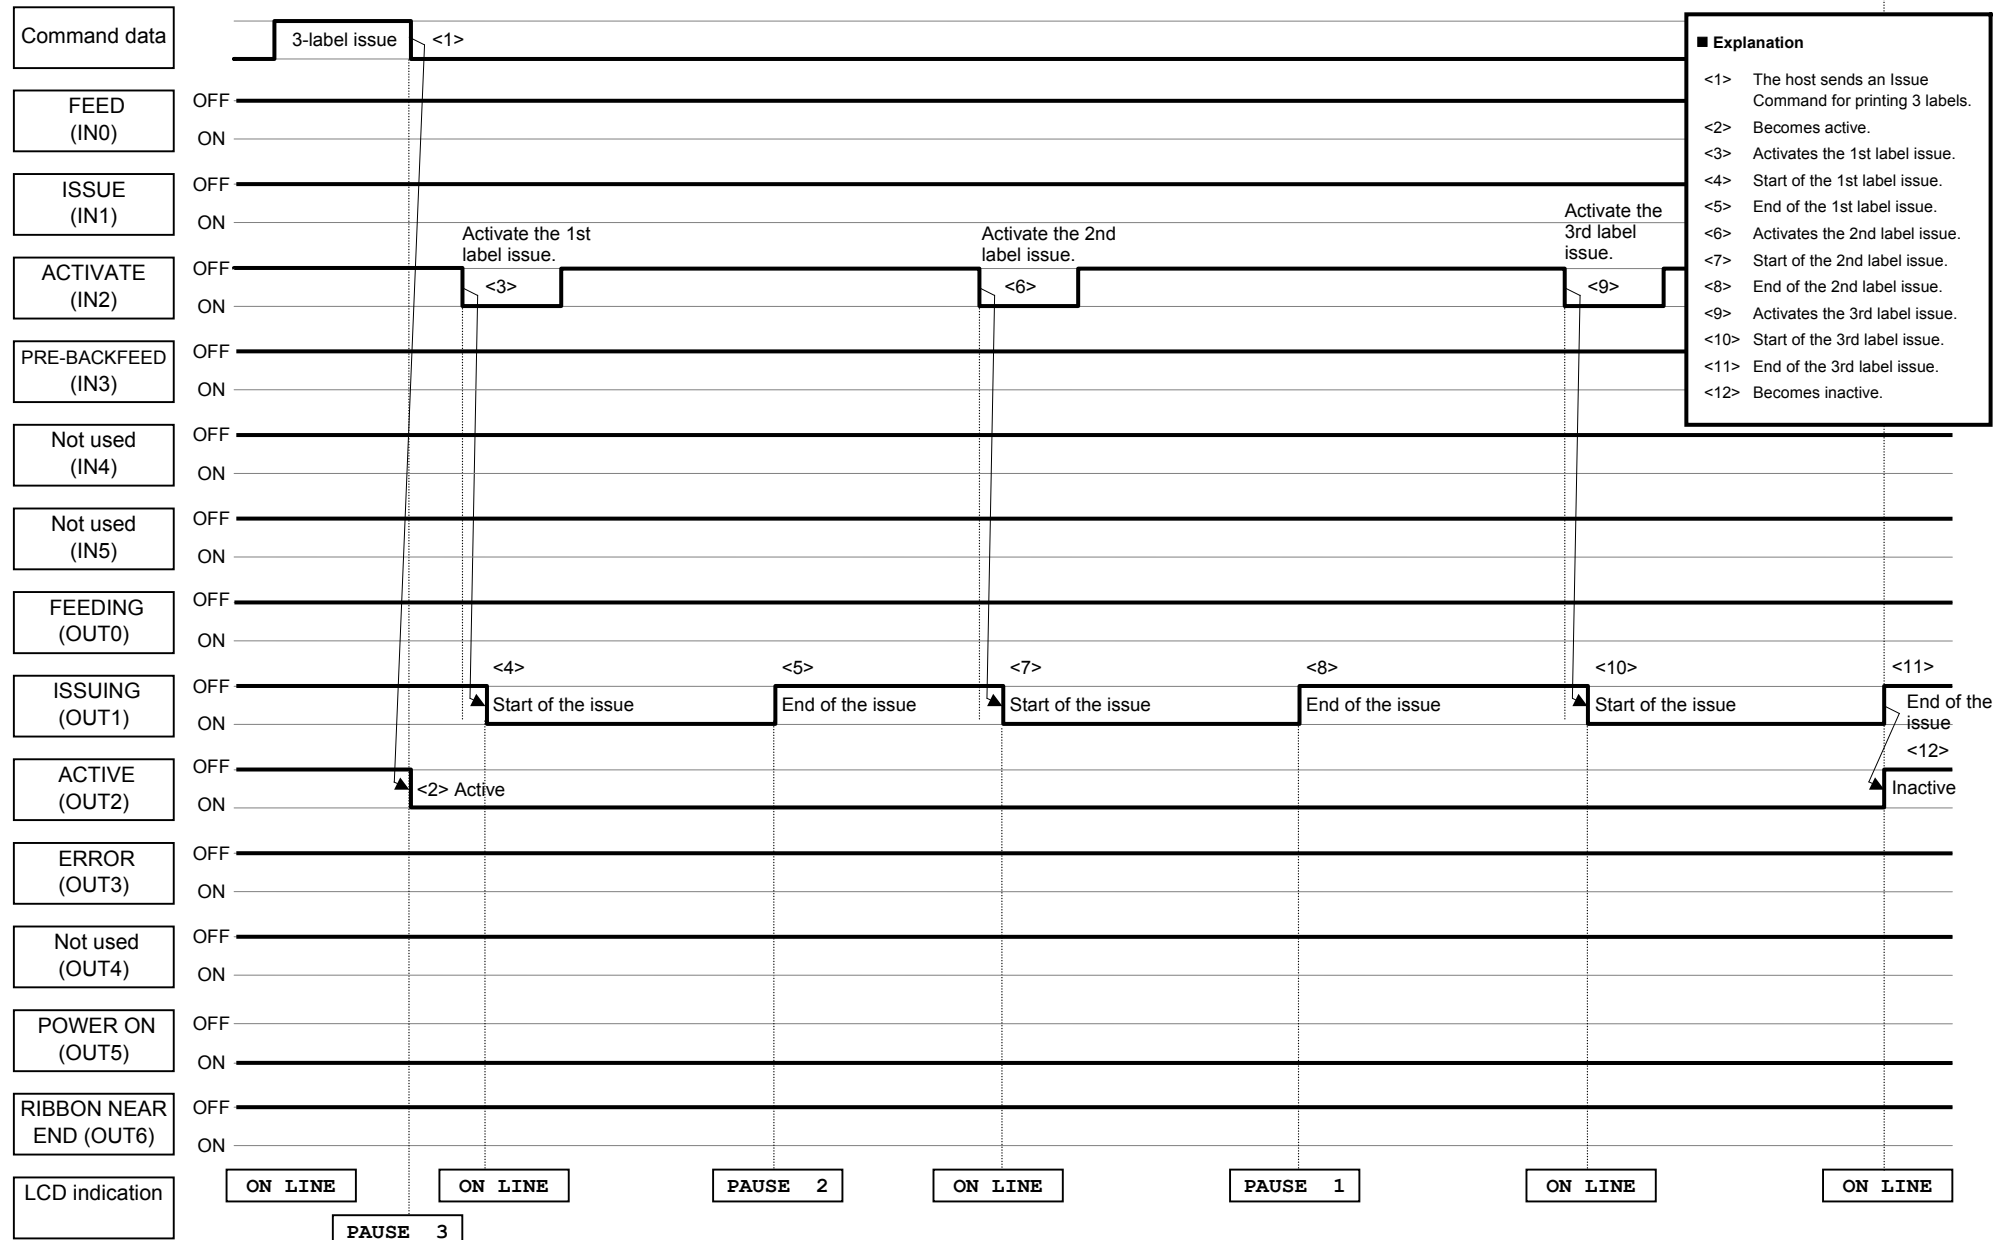 Command data
3-label issue
<1>
FEED
(IN0)
OFF
ON
ISSUE
(IN1)
OFF
ON
Activate the 1st
label issue.
Activate the 2nd
label issue.
Activate the
3rd label
issue.
ACTIVATE
(IN2)
OFF
ON
<3>
<6>
<9>
PRE-BACKFEED
(IN3)
OFF
ON
Not used
(IN4)
OFF
ON
Not used
(IN5)
OFF
ON
FEEDING
(OUT0)
OFF
ON
<4>
<5>
<7>
<8>
<10>
<11>
ISSUING
(OUT1)
OFF
ON
Start of the issue
End of the issue
Start of the issue
End of the issue
Start of the issue
End of the
issue
<12>
ACTIVE
(OUT2)
OFF
ON
<2> Active
Inactive
ERROR
(OUT3)
OFF
ON
Not used
(OUT4)
OFF
ON
POWER ON
(OUT5)
OFF
ON
RIBBON NEAR
END (OUT6)
OFF
ON
LCD indication
ON LINE
PAUSE 3
ON LINE
PAUSE 2
ON LINE
PAUSE 1
ON LINE
ON LINE
■ Explanation
<1> The host sends an Issue
Command for printing 3 labels.
<2> Becomes active.
<3> Activates the 1st label issue.
<4> Start of the 1st label issue.
<5> End of the 1st label issue.
<6> Activates the 2nd label issue.
<7> Start of the 2nd label issue.
<8> End of the 2nd label issue.
<9> Activates the 3rd label issue.
<10> Start of the 3rd label issue.
<11> End of the 3rd label issue.
<12> Becomes inactive.